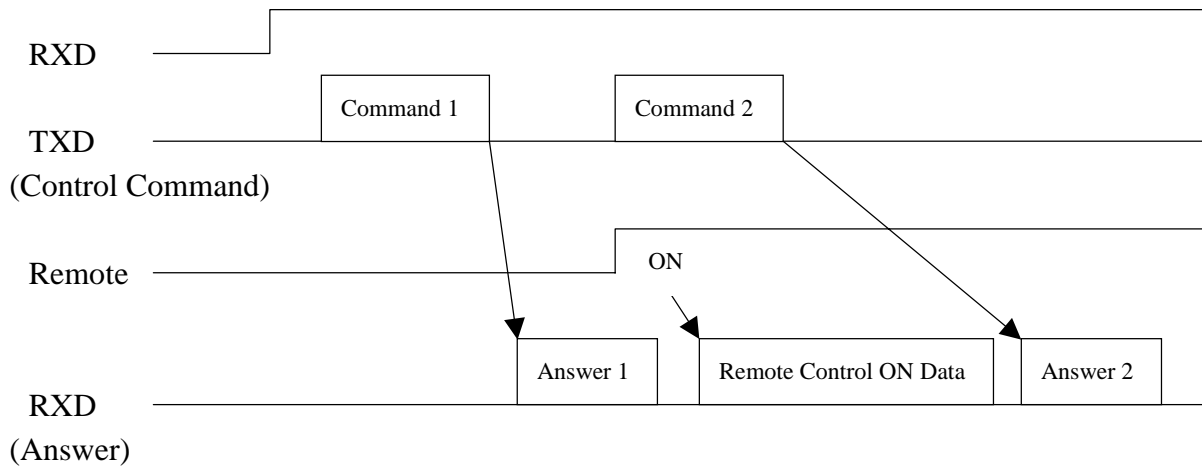 RXD
Command 1
Command 2
TXD
(Control Command)
Remote
ON
Answer 1
Remote Control ON Data
Answer 2
RXD
(Answer)